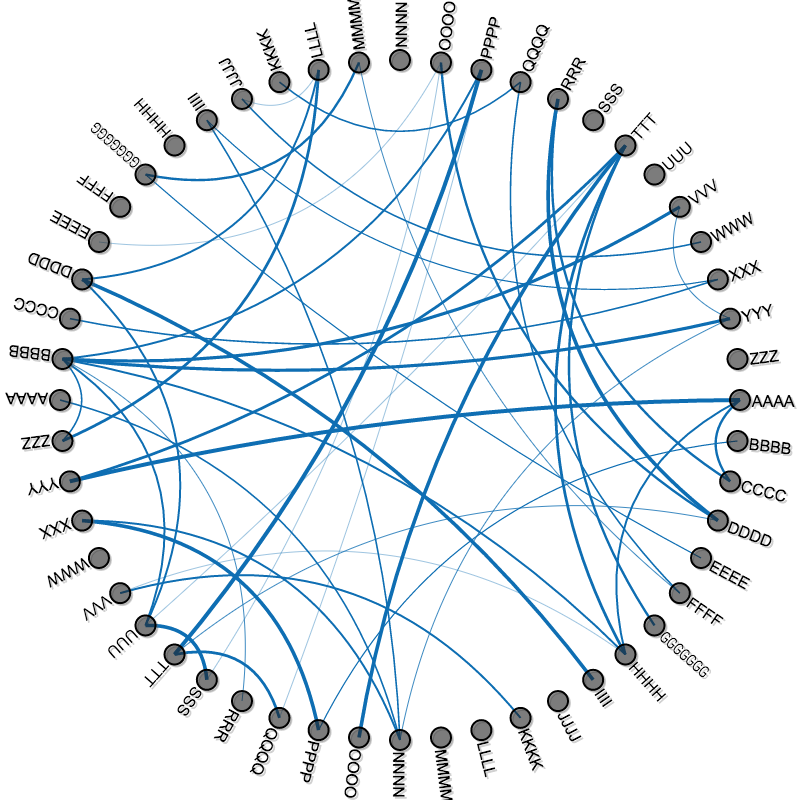 AAAA
BBBB
CCCC
DDDD
EEEE
FFFF
GGGGGGG
HHHH
IIII
JJJJ
KKKK
LLLL
MMMM
NNNN
OOOO
PPPP
QQQQ
RRR
SSS
TTT
UUU
VVV
WWW
XXX
YYY
ZZZ
AAAA
BBBB
CCCC
DDDD
EEEE
FFFF
GGGGGGG
HHHH
IIII
JJJJ
KKKK
LLLL
MMMM
NNNN
OOOO
PPPP
QQQQ
RRR
SSS
TTT
UUU
VVV
WWW
XXX
YYY
ZZZ